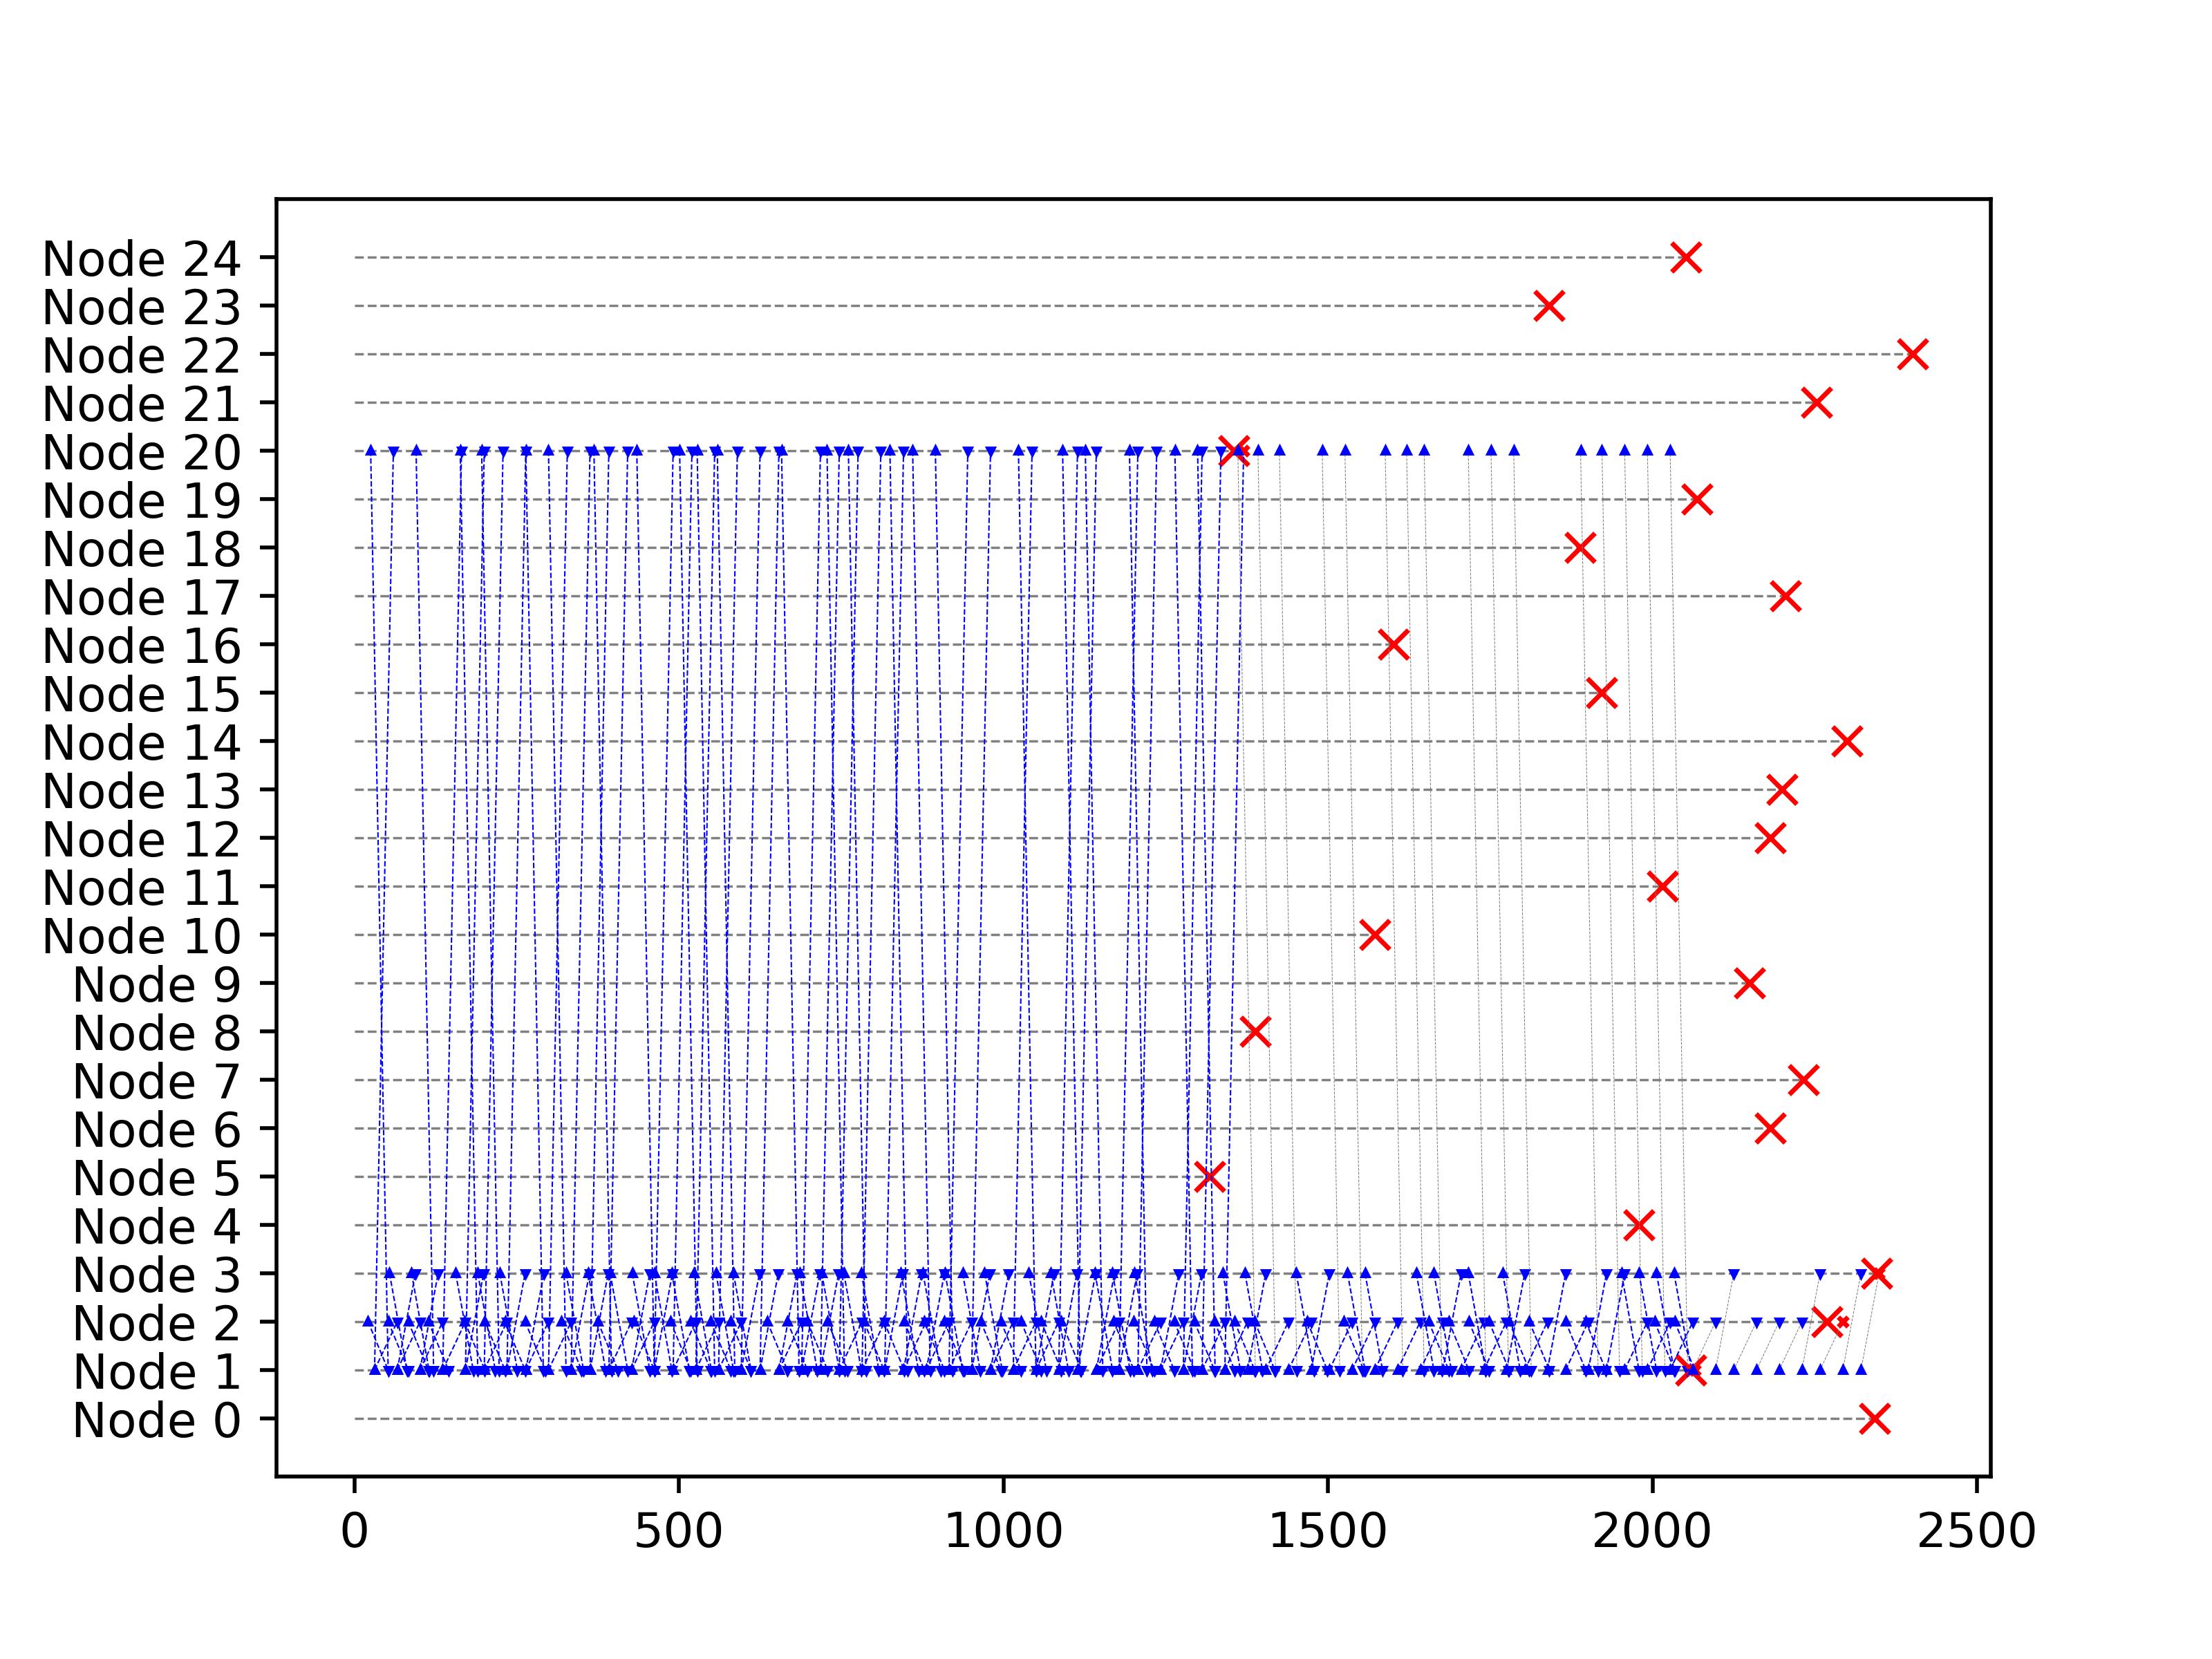 Node 24
Node 23
Node 22
Node 21
Node 20
Node 19
Node 18
Node 17
Node 16
Node 15
Node 14
Node 13
Node 12
Node 11
Node 10
Node 9
Node 8
Node 7
Node 6
Node 5
Node 4
Node 3
Node 2
Node 1
Node 0
0 500 1000 1500 2000 2500